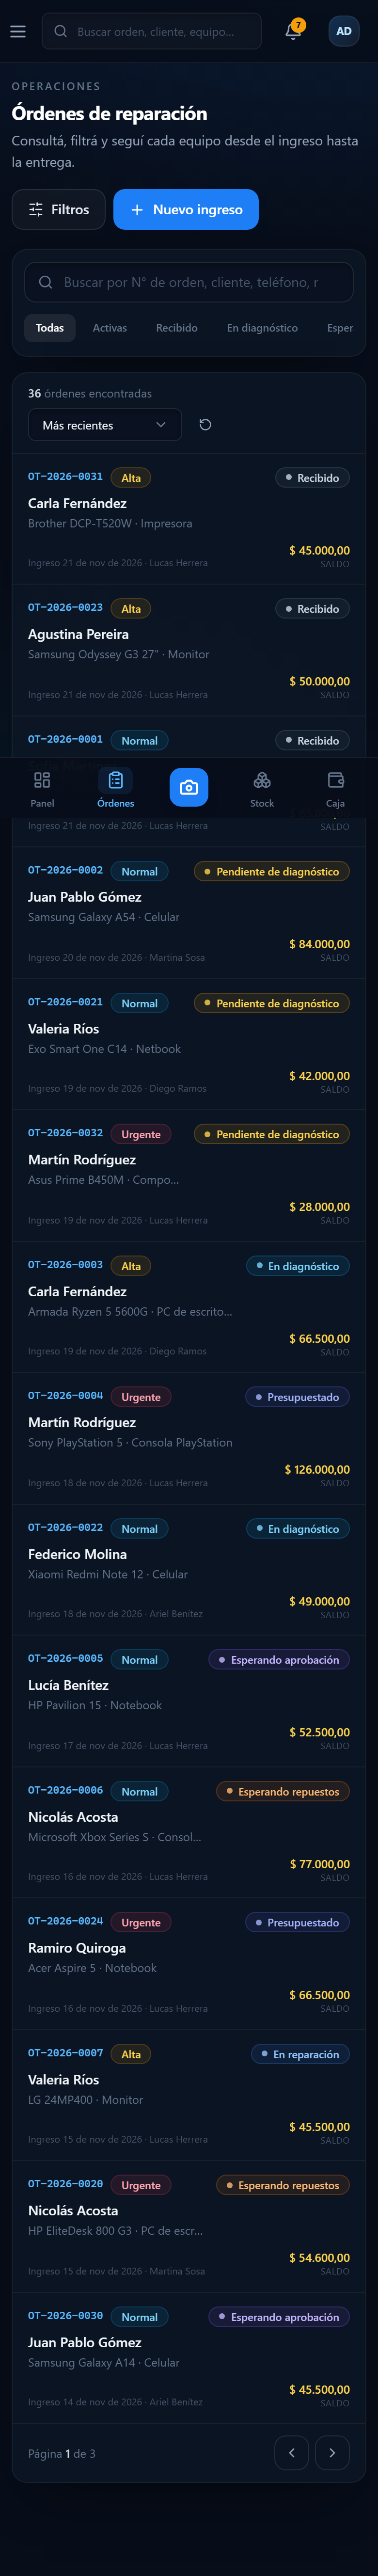 Buscar orden, cliente, equipo...
7
AD
OPERACIONES
Órdenes de reparación
Consultá, filtrá y seguí cada equipo desde el ingreso hasta
la entrega.
Filtros
Nuevo ingreso
Buscar por N° de orden, cliente, teléfono, r
Todas Activas Recibido En diagnóstico Esper
36 órdenes encontradas
Más recientes
OT-2026-0031 Alta Recibido
Carla Fernández
Brother DCP-T520W · Impresora
$ 45.000,00
Ingreso 21 de nov de 2026 · Lucas Herrera SALDO
OT-2026-0023 Alta Recibido
Agustina Pereira
Samsung Odyssey G3 27" · Monitor
$ 50.000,00
Ingreso 21 de nov de 2026 · Lucas Herrera SALDO
OT-2026-0001 Normal Recibido
Panel Órdenes Stock Caja
Ingreso 21 de nov de 2026 · Lucas Herrera SALDO
OT-2026-0002 Normal Pendiente de diagnóstico
Juan Pablo Gómez
Samsung Galaxy A54 · Celular
$ 84.000,00
Ingreso 20 de nov de 2026 · Martina Sosa SALDO
OT-2026-0021 Normal Pendiente de diagnóstico
Valeria Ríos
Exo Smart One C14 · Netbook
$ 42.000,00
Ingreso 19 de nov de 2026 · Diego Ramos SALDO
OT-2026-0032 Urgente Pendiente de diagnóstico
Martín Rodríguez
Asus Prime B450M · Compo...
$ 28.000,00
Ingreso 19 de nov de 2026 · Lucas Herrera SALDO
OT-2026-0003 Alta En diagnóstico
Carla Fernández
Armada Ryzen 5 5600G · PC de escrito...
$ 66.500,00
Ingreso 19 de nov de 2026 · Diego Ramos SALDO
OT-2026-0004 Urgente Presupuestado
Martín Rodríguez
Sony PlayStation 5 · Consola PlayStation
$ 126.000,00
Ingreso 18 de nov de 2026 · Lucas Herrera SALDO
OT-2026-0022 Normal En diagnóstico
Federico Molina
Xiaomi Redmi Note 12 · Celular
$ 49.000,00
Ingreso 18 de nov de 2026 · Ariel Benítez SALDO
OT-2026-0005 Normal Esperando aprobación
Lucía Benítez
HP Pavilion 15 · Notebook
$ 52.500,00
Ingreso 17 de nov de 2026 · Lucas Herrera SALDO
OT-2026-0006 Normal Esperando repuestos
Nicolás Acosta
Microsoft Xbox Series S · Consol...
$ 77.000,00
Ingreso 16 de nov de 2026 · Lucas Herrera SALDO
OT-2026-0024 Urgente Presupuestado
Ramiro Quiroga
Acer Aspire 5 · Notebook
$ 66.500,00
Ingreso 16 de nov de 2026 · Lucas Herrera SALDO
OT-2026-0007 Alta En reparación
Valeria Ríos
LG 24MP400 · Monitor
$ 45.500,00
Ingreso 15 de nov de 2026 · Lucas Herrera SALDO
OT-2026-0020 Urgente Esperando repuestos
Nicolás Acosta
HP EliteDesk 800 G3 · PC de escr...
$ 54.600,00
Ingreso 15 de nov de 2026 · Martina Sosa SALDO
OT-2026-0030 Normal Esperando aprobación
Juan Pablo Gómez
Samsung Galaxy A14 · Celular
$ 45.500,00
Ingreso 14 de nov de 2026 · Ariel Benítez SALDO
Página 1 de 3